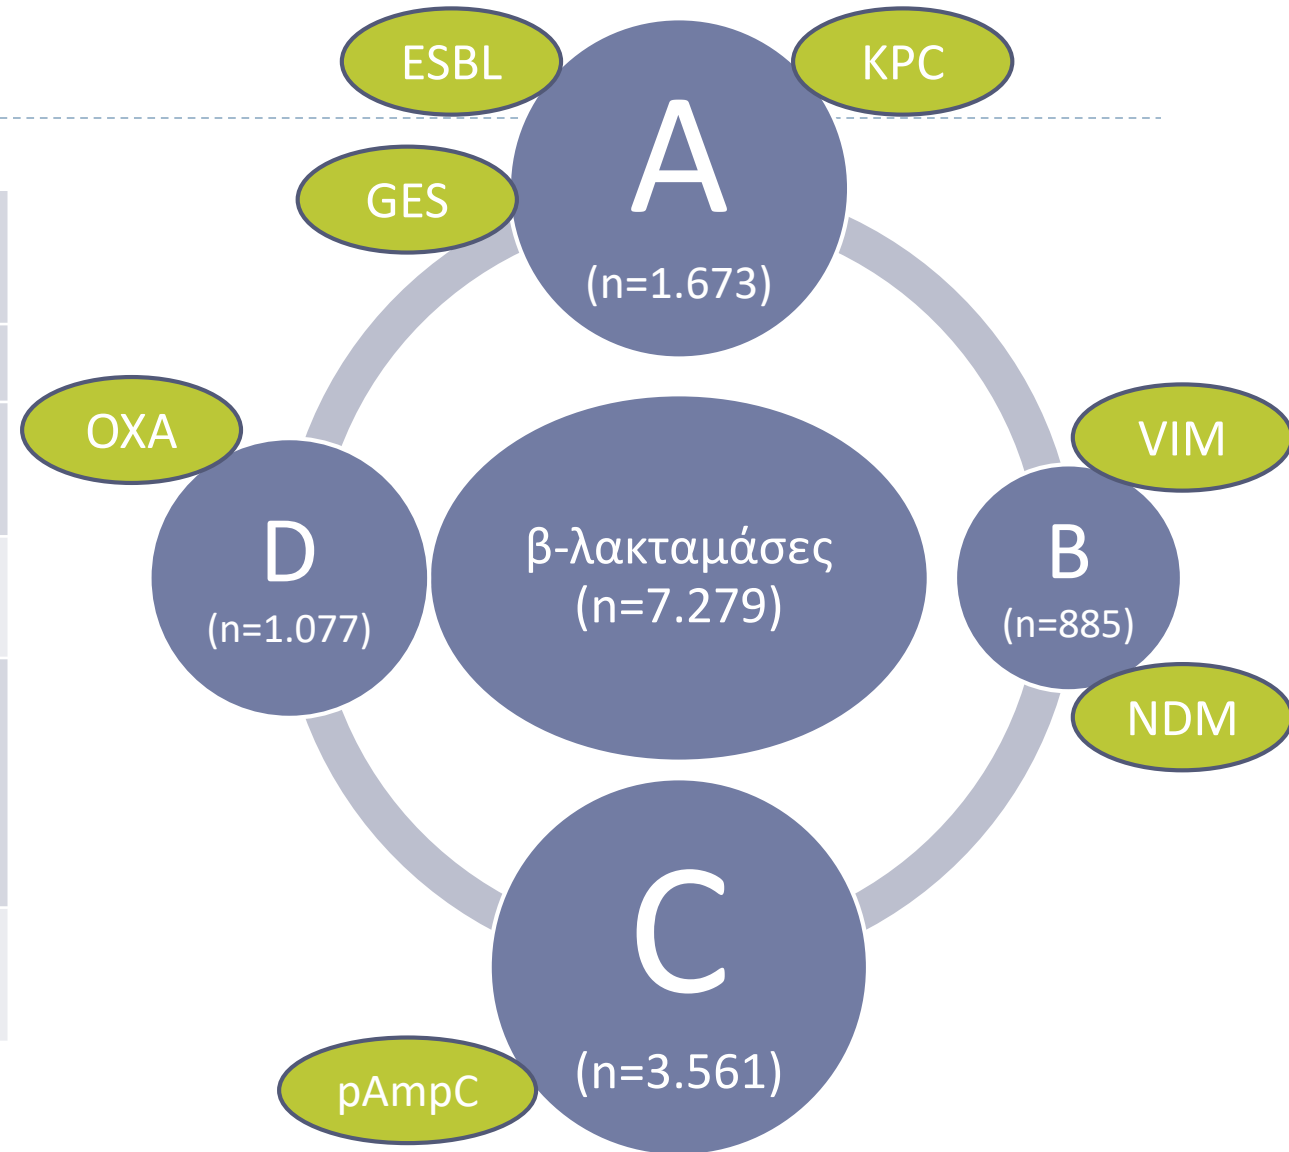 ESBL
KPC
A
(n=1.673)
GES
OXA
VIM
D
(n=1.077)
β-λακταμάσες
(n=7.279)
B
(n=885)
NDM
C
(n=3.561)
pAmpC